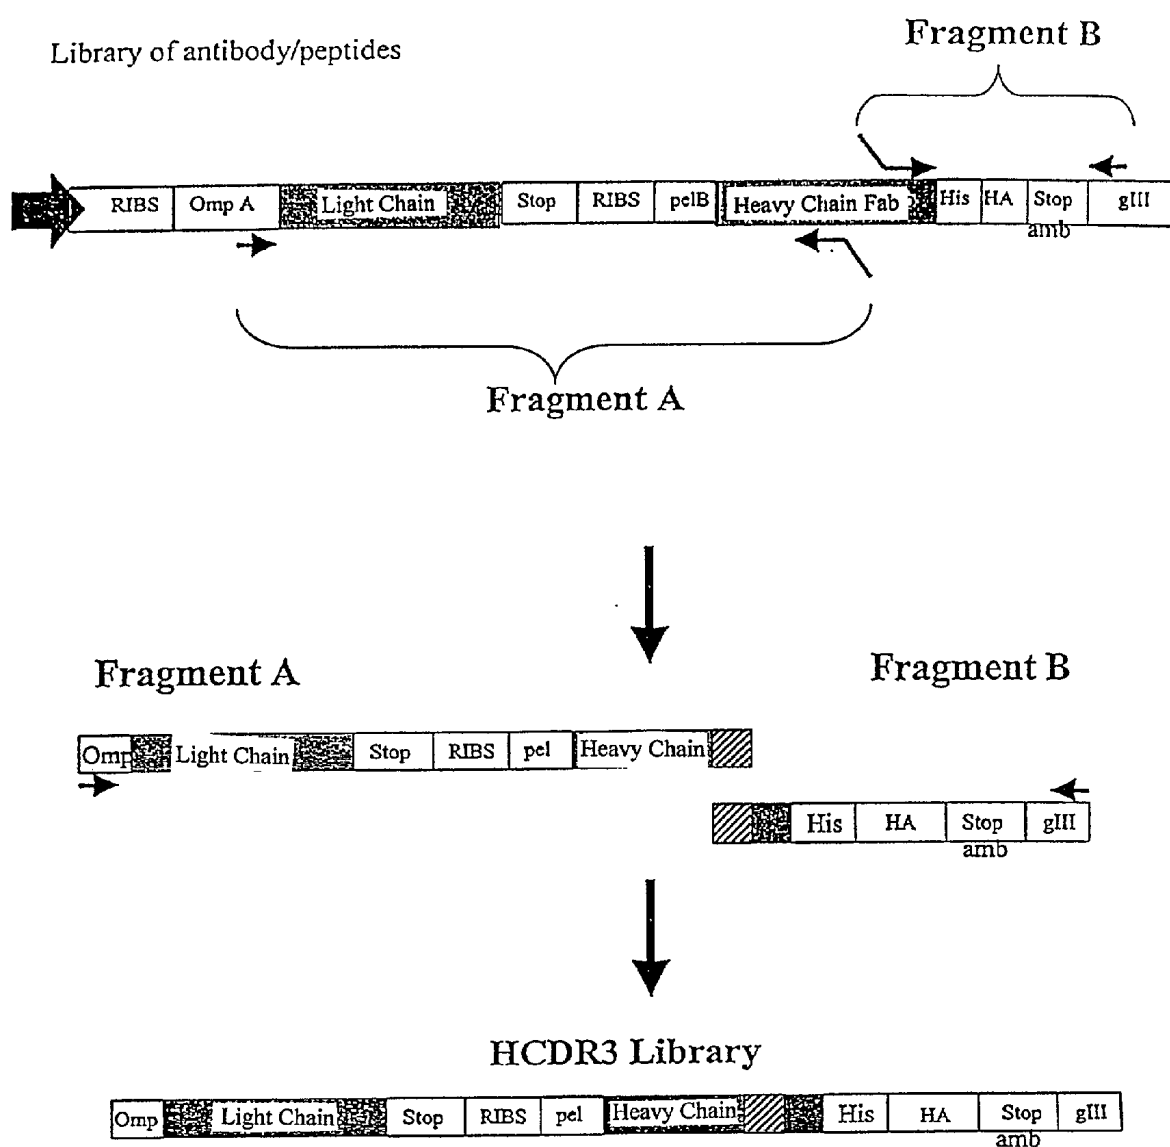 Fragment B
Library of antibody/peptides
RIBS Omp A Light Chain Stop RIBS pelB Heavy Chain Fab His HA Stop gIII
amb
Fragment A
Fragment A Fragment B
Omp Light Chain Stop RIBS pel Heavy Chain
His HA Stop gIII
amb
HCDR3 Library
Omp Light Chain Stop RIBS pel Heavy Chain His HA Stop gIII
amb